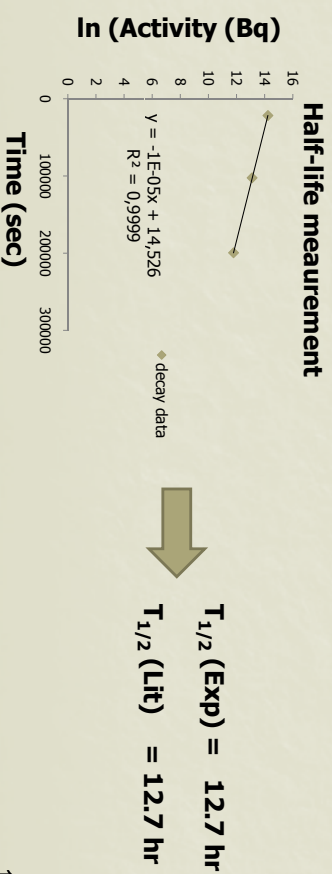 Half-life meaurement
ln (Activity (Bq)
16
14
12
10
8
6
4
2
0
y = -1E-05x + 14,526
R² = 0,9999
decay data
0
100000
200000
300000
Time (sec)
T1/2 (Exp) = 12.7 hr
T1/2 (Lit) = 12.7 hr